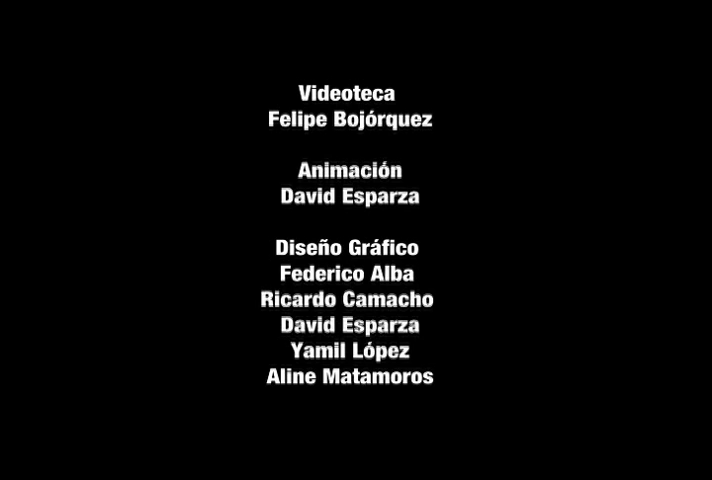 Videoteca
Felipe Bojórquez
Animación
David Esparza
Diseño Gráfico
Federico Alba
Ricardo Camacho
David Esparza
Yamil López
Aline Matamoros